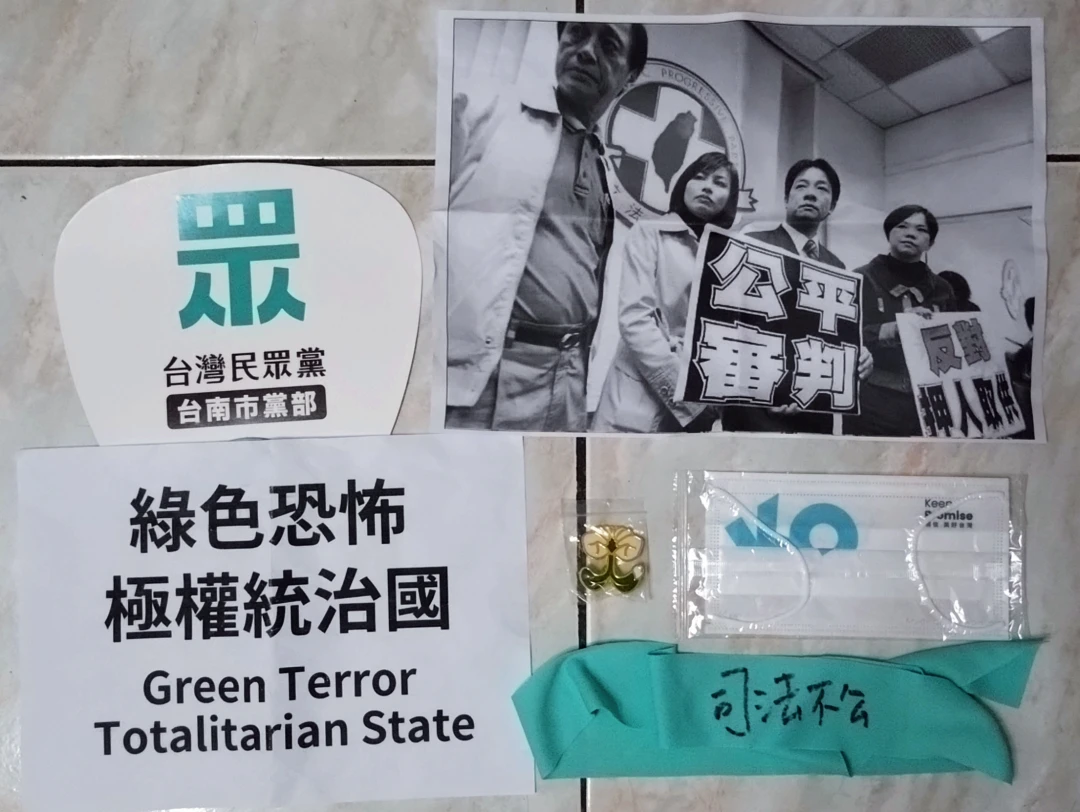 眾
台灣民眾黨
台南市黨部
PROGRESSIVE
公平
審判
反對
押人取供
綠色恐怖
極權統治國
Green Terror
Totalitarian State
Keep
Promise
司法不公